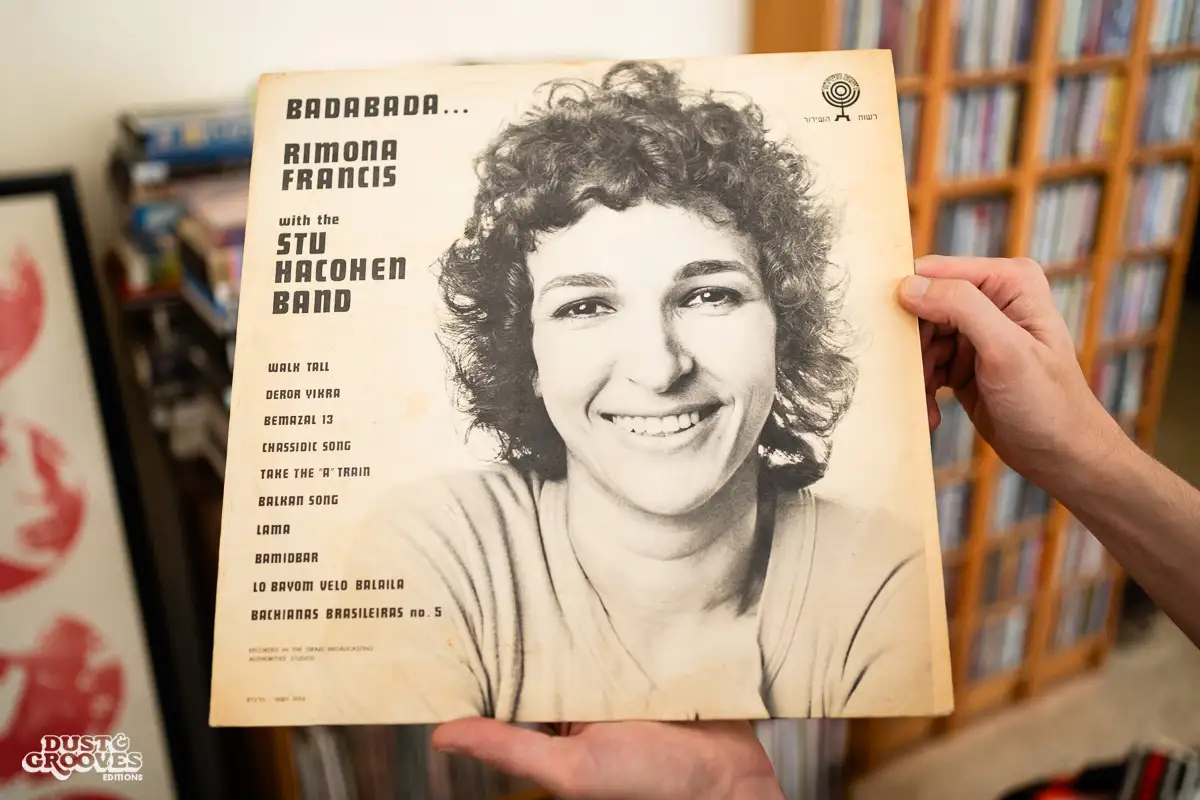 BADABADA...
RIMONA
FRANCIS
with the
STU
HACOHEN
BAND
WALK TALL
DEROR YIKRA
BEMAZAL 13
CHASSIDIC SONG
TAKE THE "A" TRAIN
BALKAN SONG
LAMA
BAMIDBAR
LO BAYOM VELO BALAILA
BACHIANAS BRASILEIRAS no. 5
RECORDED IN THE ISRAEL BROADCASTING
AUTHORITIES STUDIO
רשות השידור
DUST &
GROOVES
EDITIONS